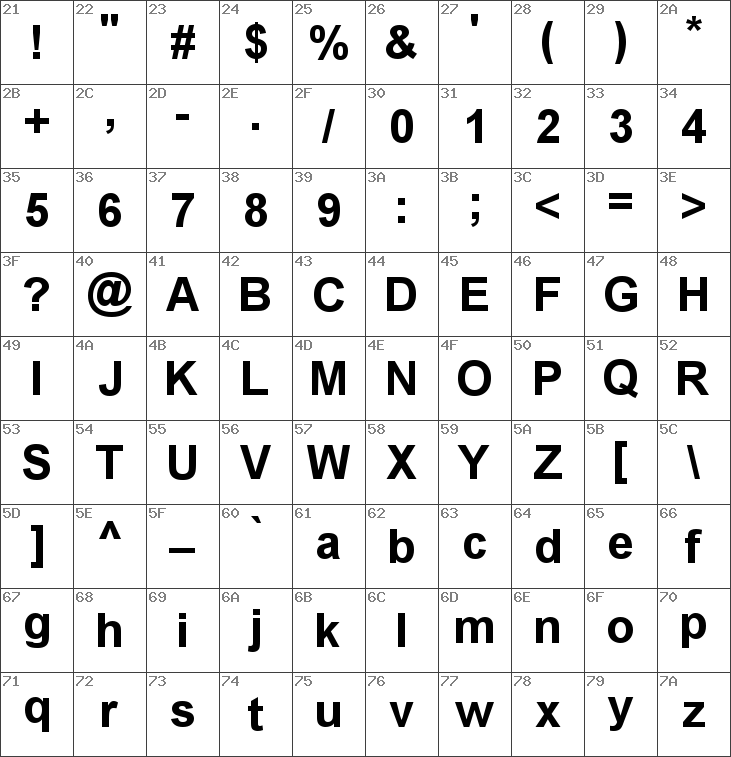 21 22 23 24 25 26 27 28 29 2A
! " # $ % & ' ( ) *
2B 2C 2D 2E 2F 30 31 32 33 34
+ , - . / 0 1 2 3 4
35 36 37 38 39 3A 3B 3C 3D 3E
5 6 7 8 9 : ; < = >
3F 40 41 42 43 44 45 46 47 48
? @ A B C D E F G H
49 4A 4B 4C 4D 4E 4F 50 51 52
I J K L M N O P Q R
53 54 55 56 57 58 59 5A 5B 5C
S T U V W X Y Z [ \
5D 5E 5F 60 61 62 63 64 65 66
] ^ _ ` a b c d e f
67 68 69 6A 6B 6C 6D 6E 6F 70
g h i j k l m n o p
71 72 73 74 75 76 77 78 79 7A
q r s t u v w x y z